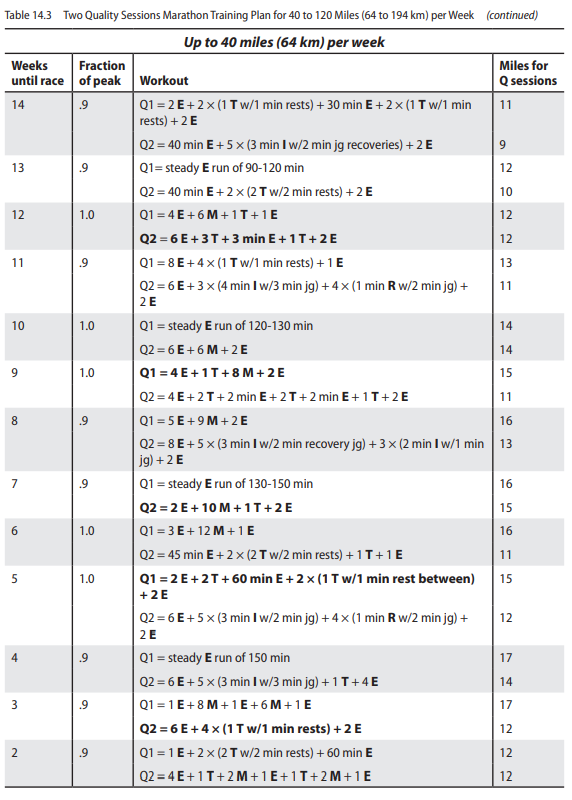 Table 14.3 Two Quality Sessions Marathon Training Plan for 40 to 120 Miles (64 to 194 km) per Week (continued)
Up to 40 miles (64 km) per week
Weeks until race Fraction of peak Workout Miles for Q sessions
14 .9 Q1 = 2 E + 2 × (1 T w/1 min rests) + 30 min E + 2 × (1 T w/1 min 11
rests) + 2 E
Q2 = 40 min E + 5 × (3 min I w/2 min jg recoveries) + 2 E 9
13 .9 Q1= steady E run of 90-120 min 12
Q2 = 40 min E + 2 × (2 T w/2 min rests) + 2 E 10
12 1.0 Q1 = 4 E + 6 M + 1 T + 1 E 12
Q2 = 6 E + 3 T + 3 min E + 1 T + 2 E 12
11 .9 Q1 = 8 E + 4 × (1 T w/1 min rests) + 1 E 13
Q2 = 6 E + 3 × (4 min I w/3 min jg) + 4 × (1 min R w/2 min jg) + 11
2 E
10 1.0 Q1 = steady E run of 120-130 min 14
Q2 = 6 E + 6 M + 2 E 14
9 1.0 Q1 = 4 E + 1 T + 8 M + 2 E 15
Q2 = 4 E + 2 T + 2 min E + 2 T + 2 min E + 1 T + 2 E 11
8 .9 Q1 = 5 E + 9 M + 2 E 16
Q2 = 8 E + 5 × (3 min I w/2 min recovery jg) + 3 × (2 min I w/1 min 13
jg) + 2 E
7 .9 Q1 = steady E run of 130-150 min 16
Q2 = 2 E + 10 M + 1 T + 2 E 15
6 1.0 Q1 = 3 E + 12 M + 1 E 16
Q2 = 45 min E + 2 × (2 T w/2 min rests) + 1 T + 1 E 11
5 1.0 Q1 = 2 E + 2 T + 60 min E + 2 × (1 T w/1 min rest between) 15
+ 2 E
Q2 = 6 E + 5 × (3 min I w/2 min jg) + 4 × (1 min R w/2 min jg) + 12
2 E
4 .9 Q1 = steady E run of 150 min 17
Q2 = 6 E + 5 × (3 min I w/3 min jg) + 1 T + 4 E 14
3 .9 Q1 = 1 E + 8 M + 1 E + 6 M + 1 E 17
Q2 = 6 E + 4 × (1 T w/1 min rests) + 2 E 12
2 .9 Q1 = 1 E + 2 × (2 T w/2 min rests) + 60 min E 12
Q2 = 4 E + 1 T + 2 M + 1 E + 1 T + 2 M + 1 E 12